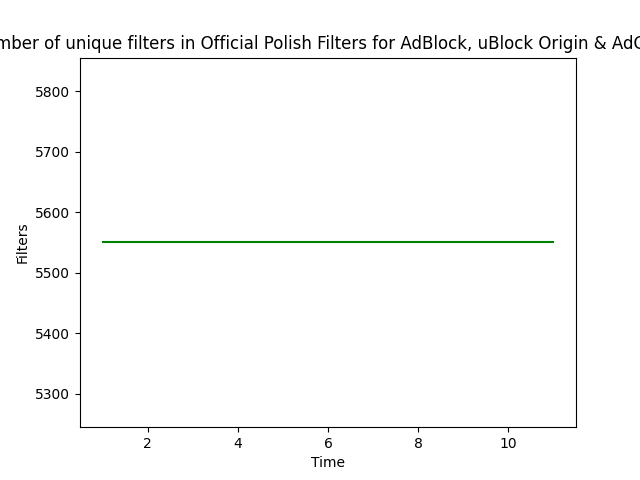 mber of unique filters in Official Polish Filters for AdBlock, uBlock Origin & AdG
5800
5700
5600
5500
5400
5300
Filters
2 4 6 8 10
Time